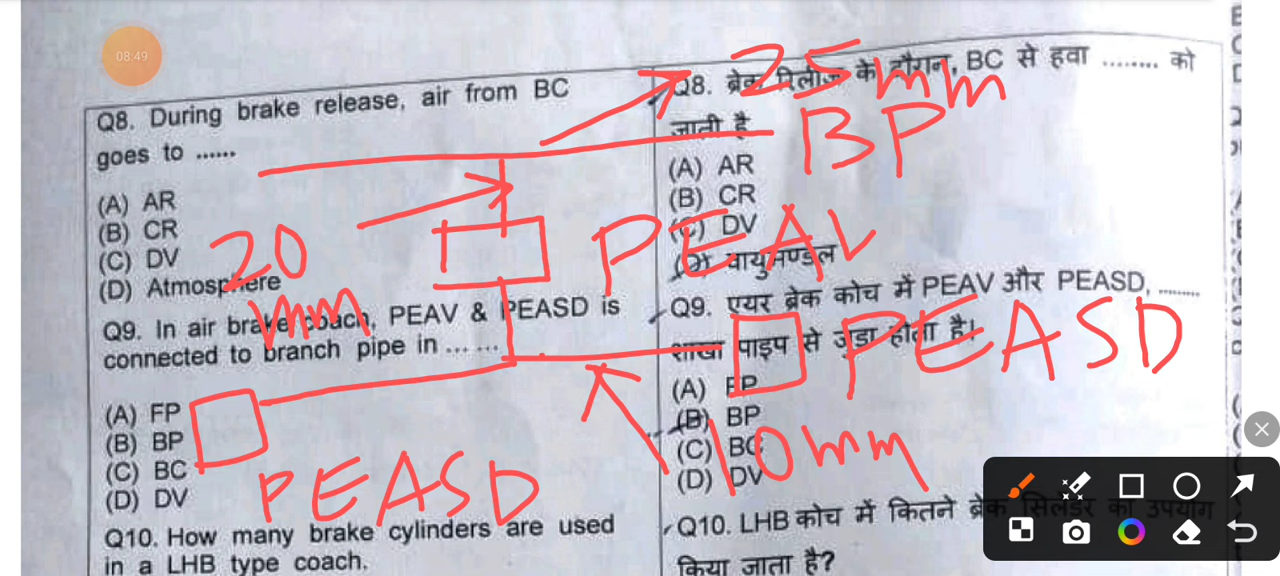 08:49
Q8. During brake release, air from BC
goes to ......
(A) AR
(B) CR
(C) DV
(D) Atmosphere
Q9. In air brake coach, PEAV & PEASD is
connected to branch pipe in ... ...
(A) FP
(B) BP
(C) BC
(D) DV
Q10. How many brake cylinders are used
in a LHB type coach.
Q8. ब्रेक रिलीज के दौरान, BC से हवा ........ को
जाती है
(A) AR
(B) CR
(C) DV
(D) वायुमण्डल
Q9. एयर ब्रेक कोच में PEAV और PEASD, ........
शाखा पाइप से जुड़ा होता है।
(A) FP
(B) BP
(C) BC
(D) DV
Q10. LHB कोच में कितने ब्रेक सिलेंडर का उपयोग
किया जाता है?
25mm
BP
20
mm
PEAV
PEASD
10mm
PEASD